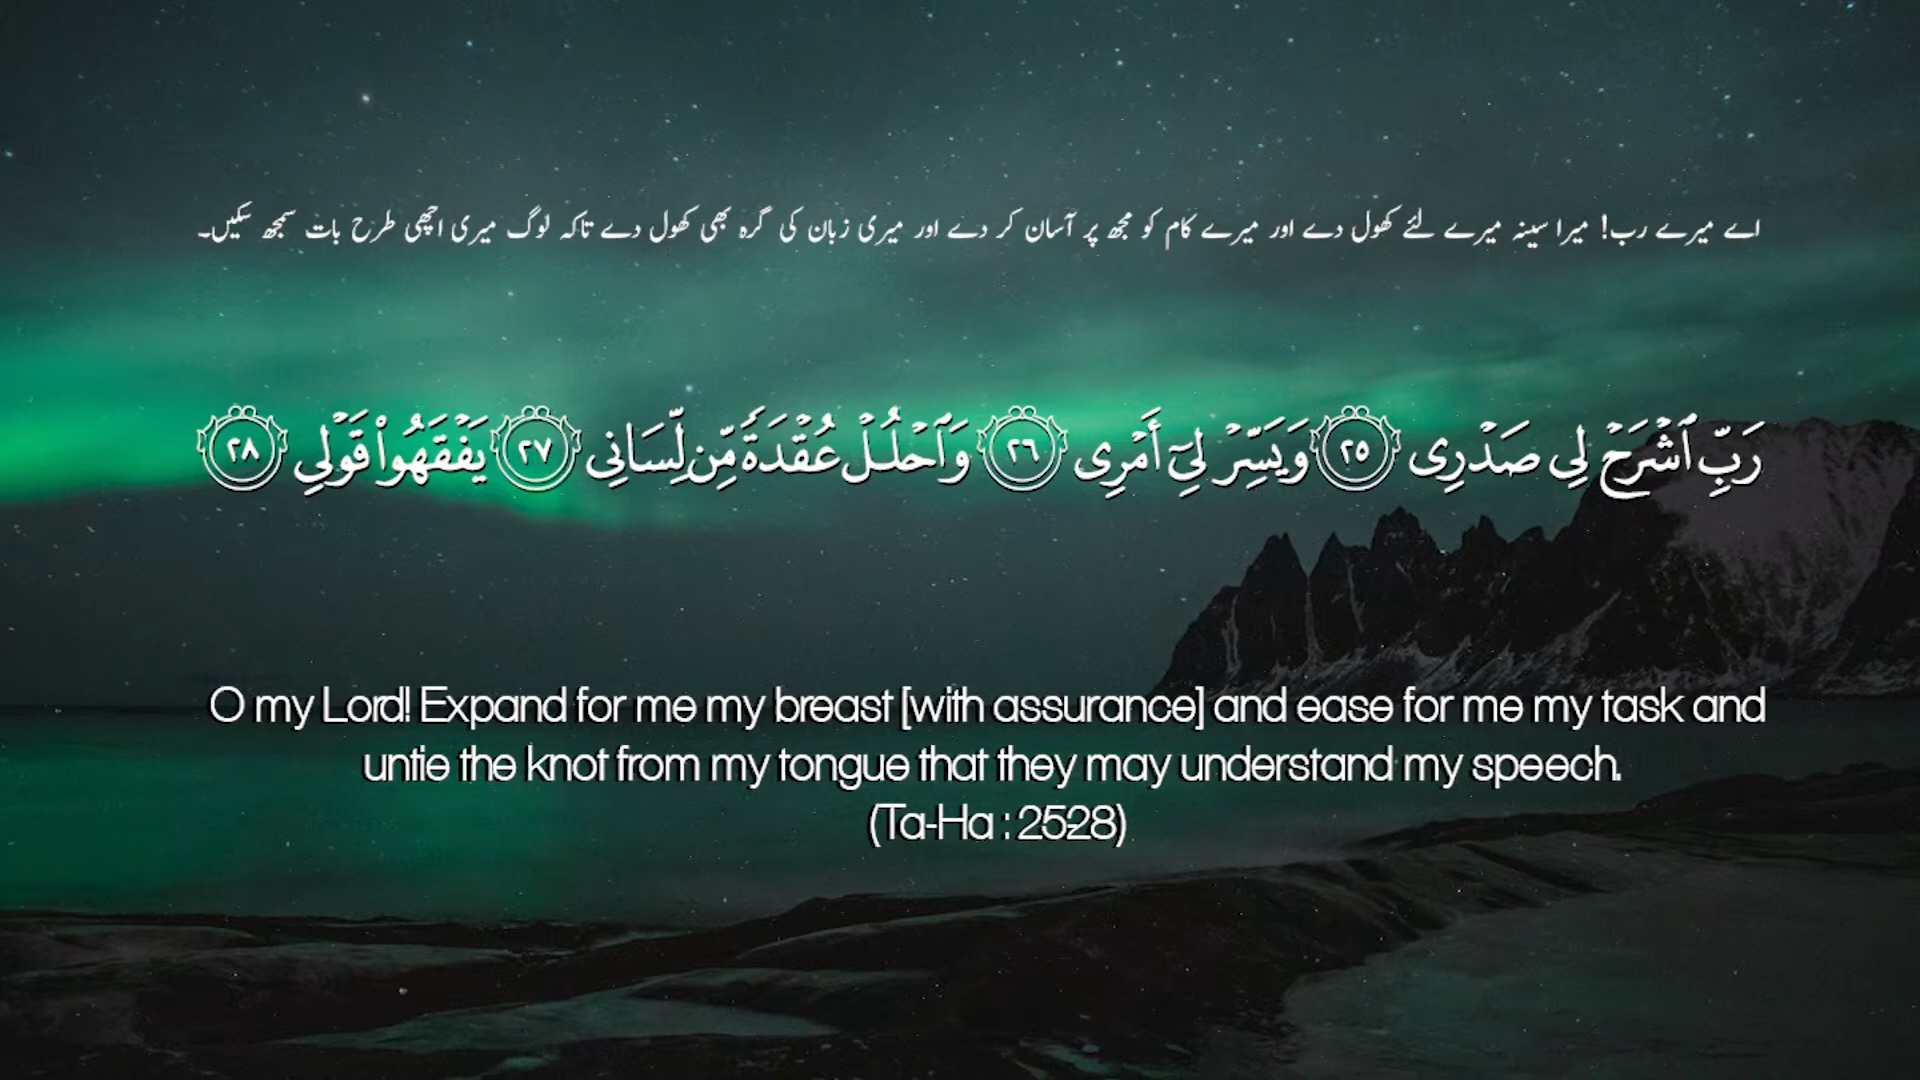 اے میرے رب! میرا سینہ میرے لئے کھول دے اور میرے کام کو مجھ پر آسان کر دے اور میری زبان کی گرہ بھی کھول دے تاکہ لوگ میری اچھی طرح بات سمجھ سکیں۔
رَبِّ ٱشْرَحْ لِى صَدْرِى ٢٥ وَيَسِّرْ لِىٓ أَمْرِى ٢٦ وَٱحْلُلْ عُقْدَةً مِّن لِّسَانِى ٢٧ يَفْقَهُوا۟ قَوْلِى ٢٨
O my Lord! Expand for me my breast [with assurance] and ease for me my task and
untie the knot from my tongue that they may understand my speech.
(Ta-Ha : 25-28)